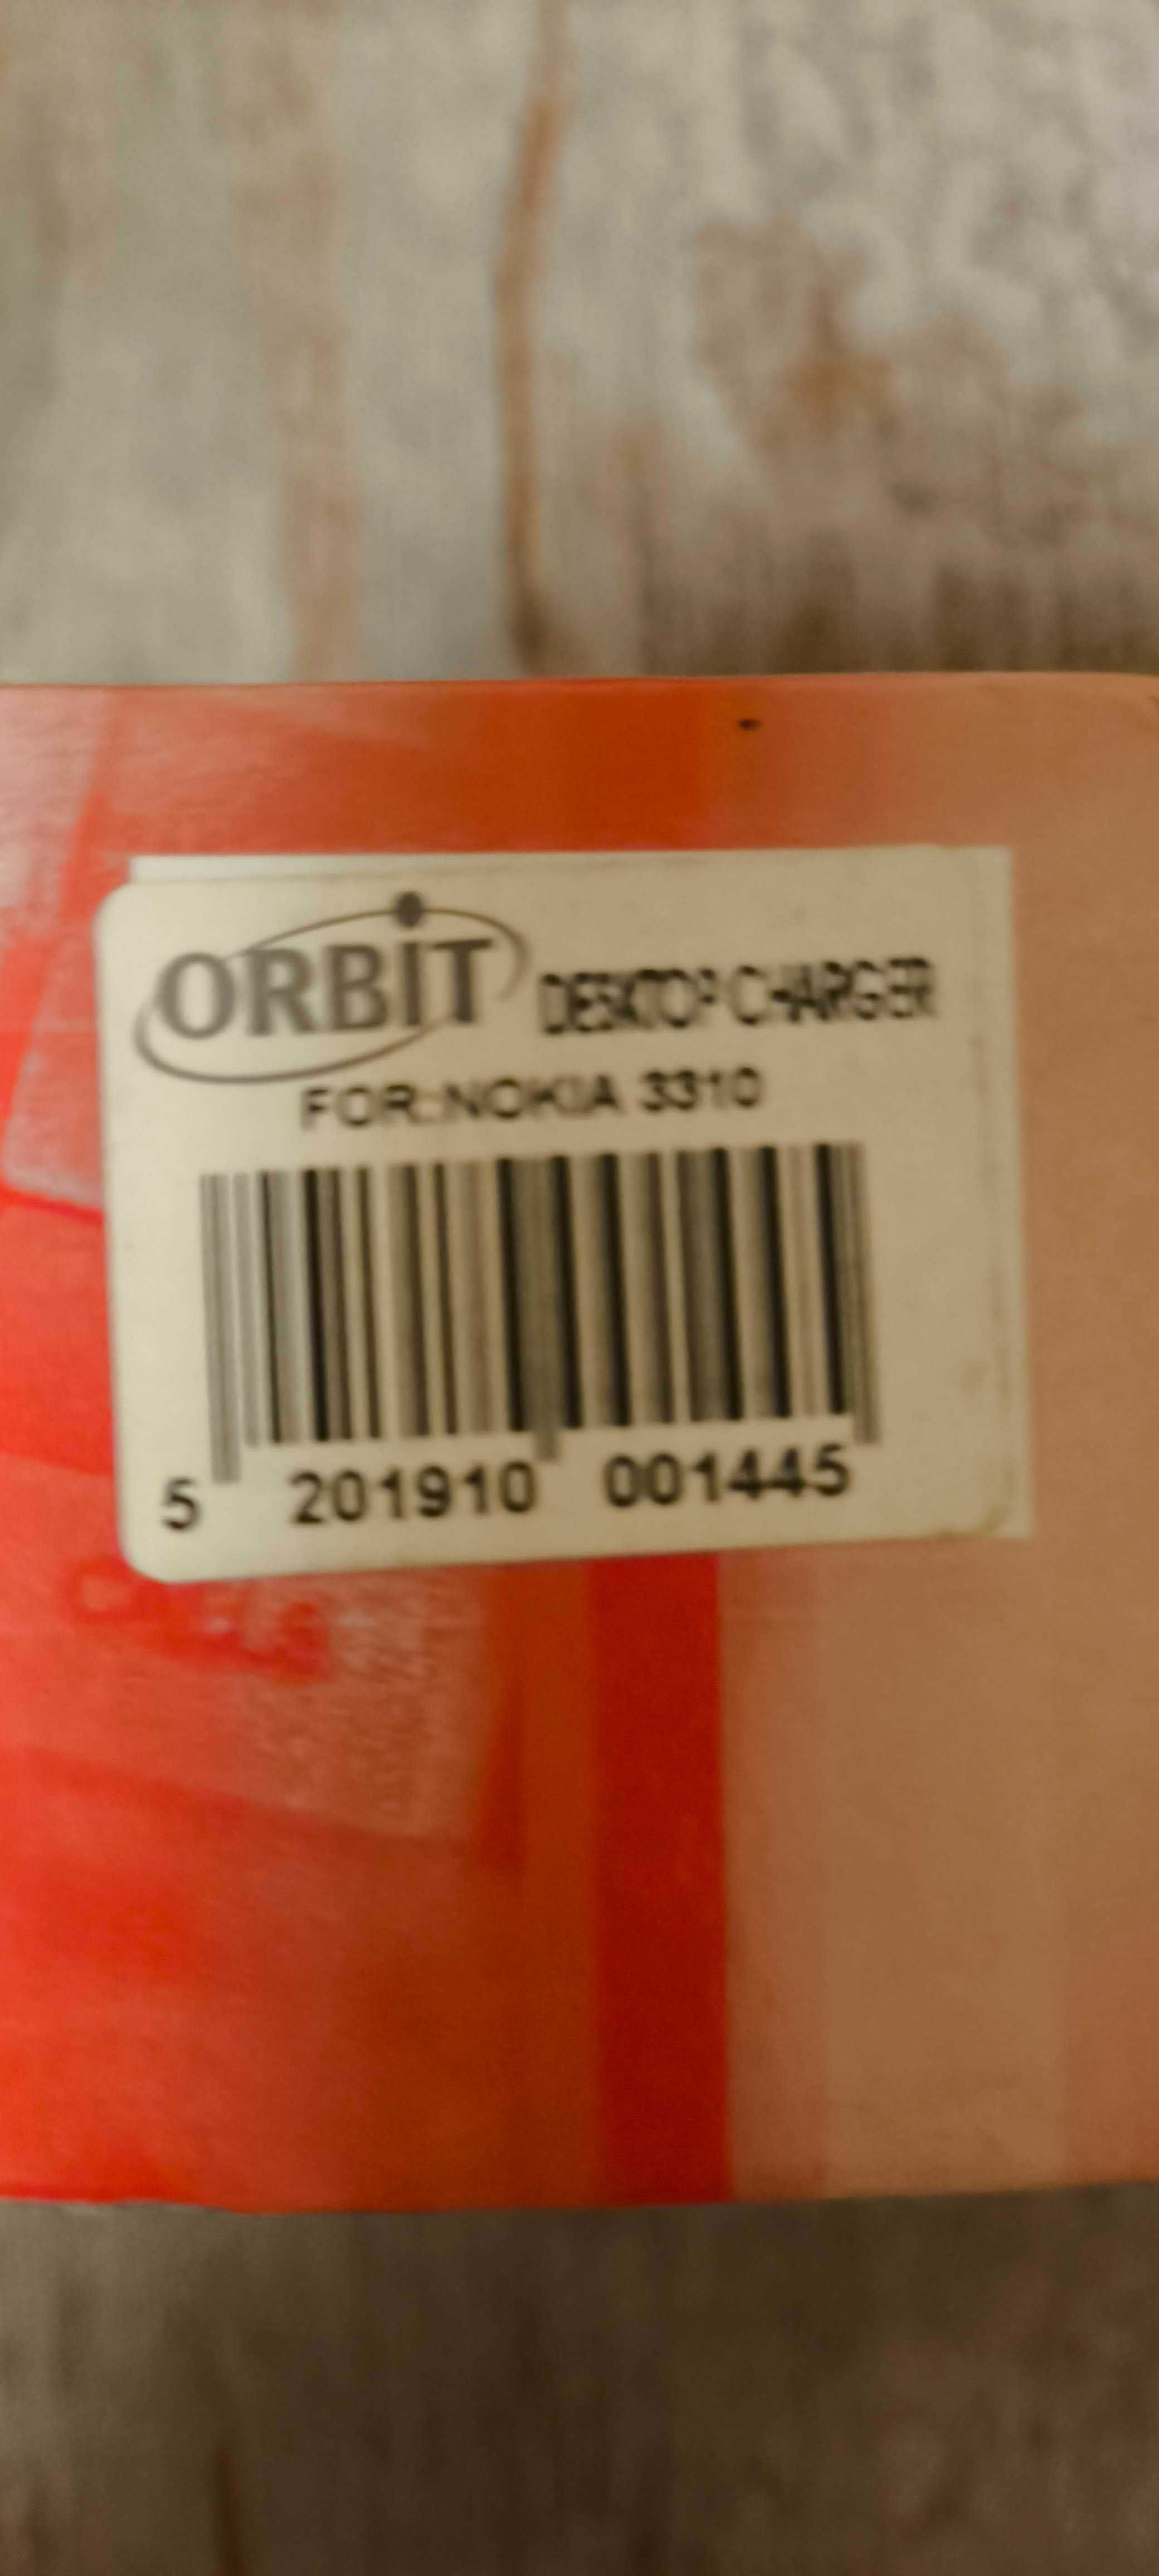 ORBiT DESKTOP CHARGER
FOR:NOKIA 3310
5 201910 001445